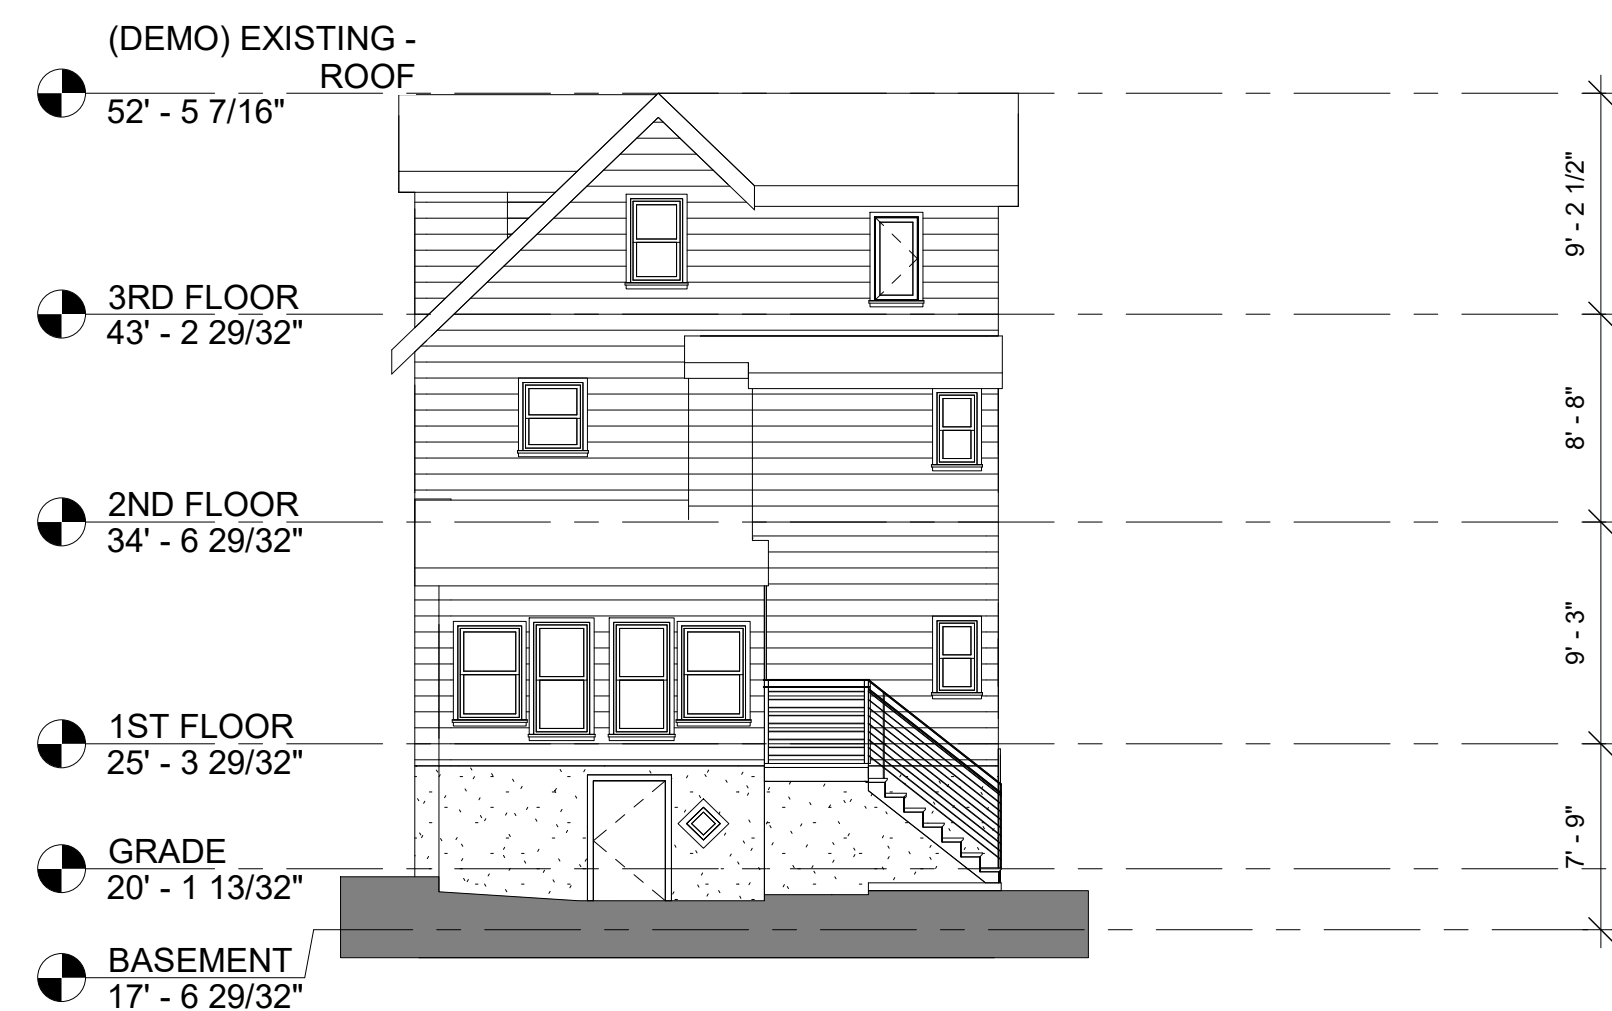 (DEMO) EXISTING -
ROOF
52' - 5 7/16"
9' - 2 1/2"
3RD FLOOR
43' - 2 29/32"
8' - 8"
2ND FLOOR
34' - 6 29/32"
9' - 3"
1ST FLOOR
25' - 3 29/32"
7' - 9"
GRADE
20' - 1 13/32"
BASEMENT
17' - 6 29/32"